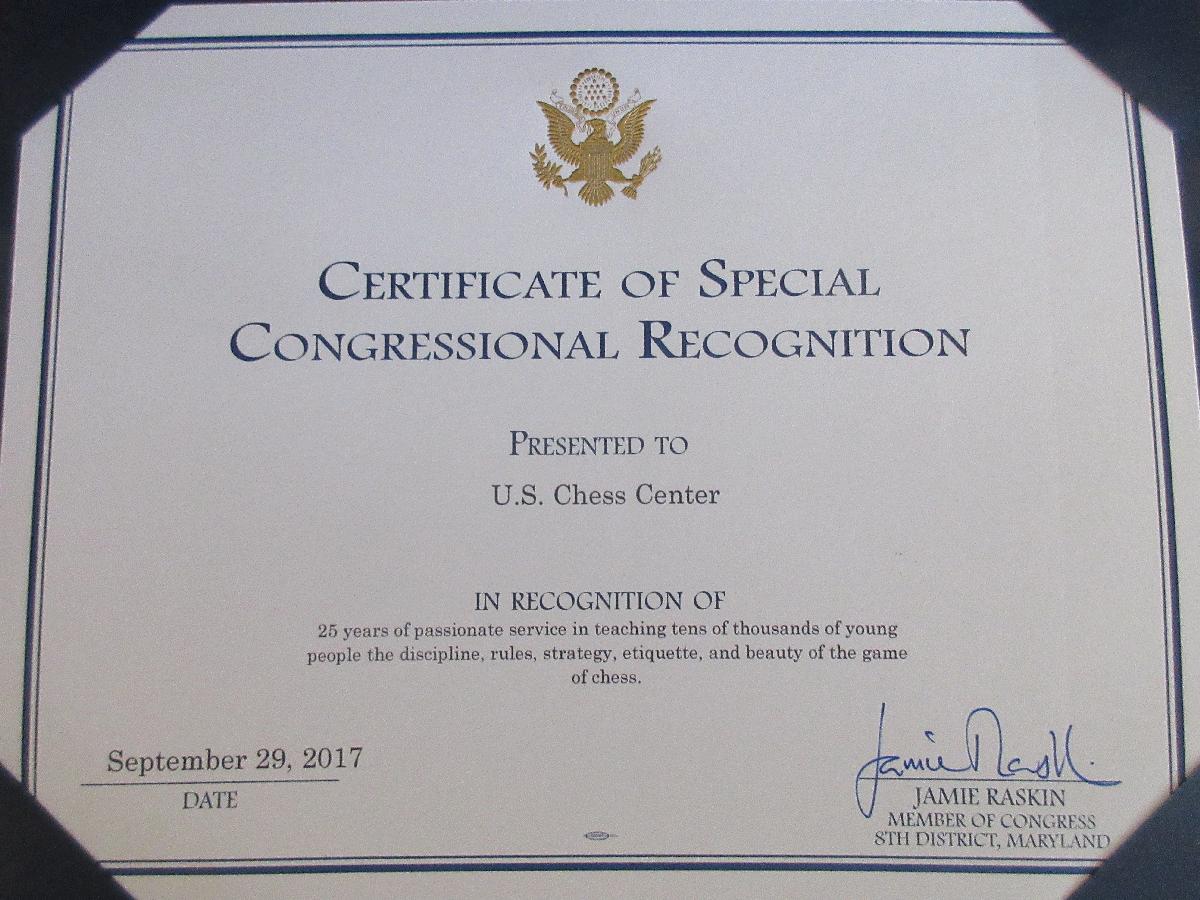 Certificate of Special
Congressional Recognition
Presented to
U.S. Chess Center
IN RECOGNITION OF
25 years of passionate service in teaching tens of thousands of young
people the discipline, rules, strategy, etiquette, and beauty of the game
of chess.
September 29, 2017
DATE
Jamie Raskin
JAMIE RASKIN
MEMBER OF CONGRESS
8TH DISTRICT, MARYLAND